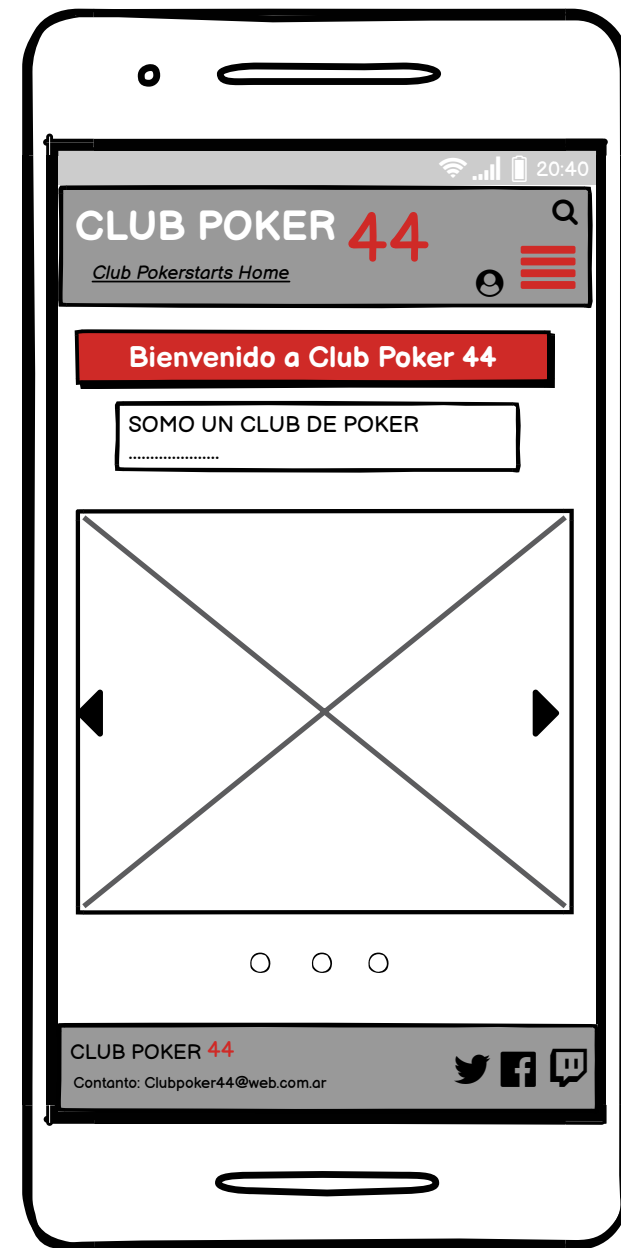 20:40
CLUB POKER 44
Club Pokerstarts Home
Bienvenido a Club Poker 44
SOMO UN CLUB DE POKER
......................
CLUB POKER 44
Contanto: Clubpoker44@web.com.ar